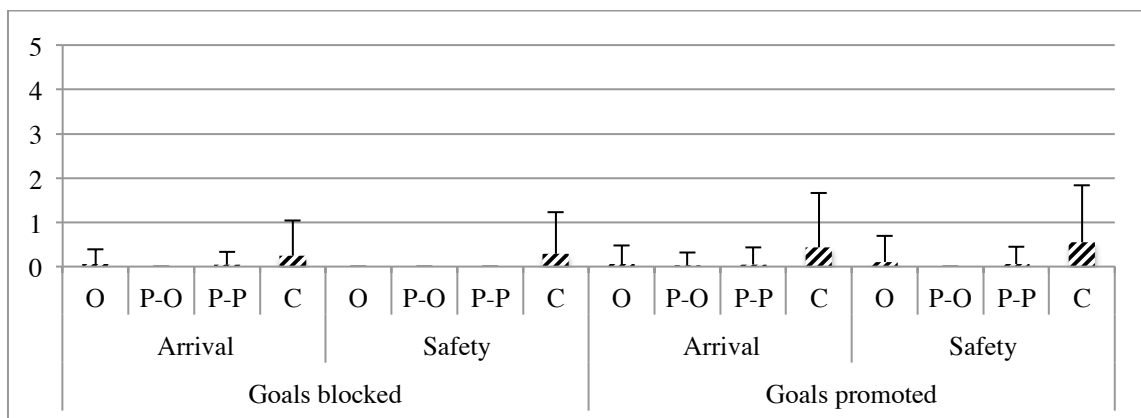 5
4
3
2
1
0
O P-O P-P C O P-O P-P C O P-O P-P C O P-O P-P C
Arrival Safety Arrival Safety
Goals blocked Goals promoted